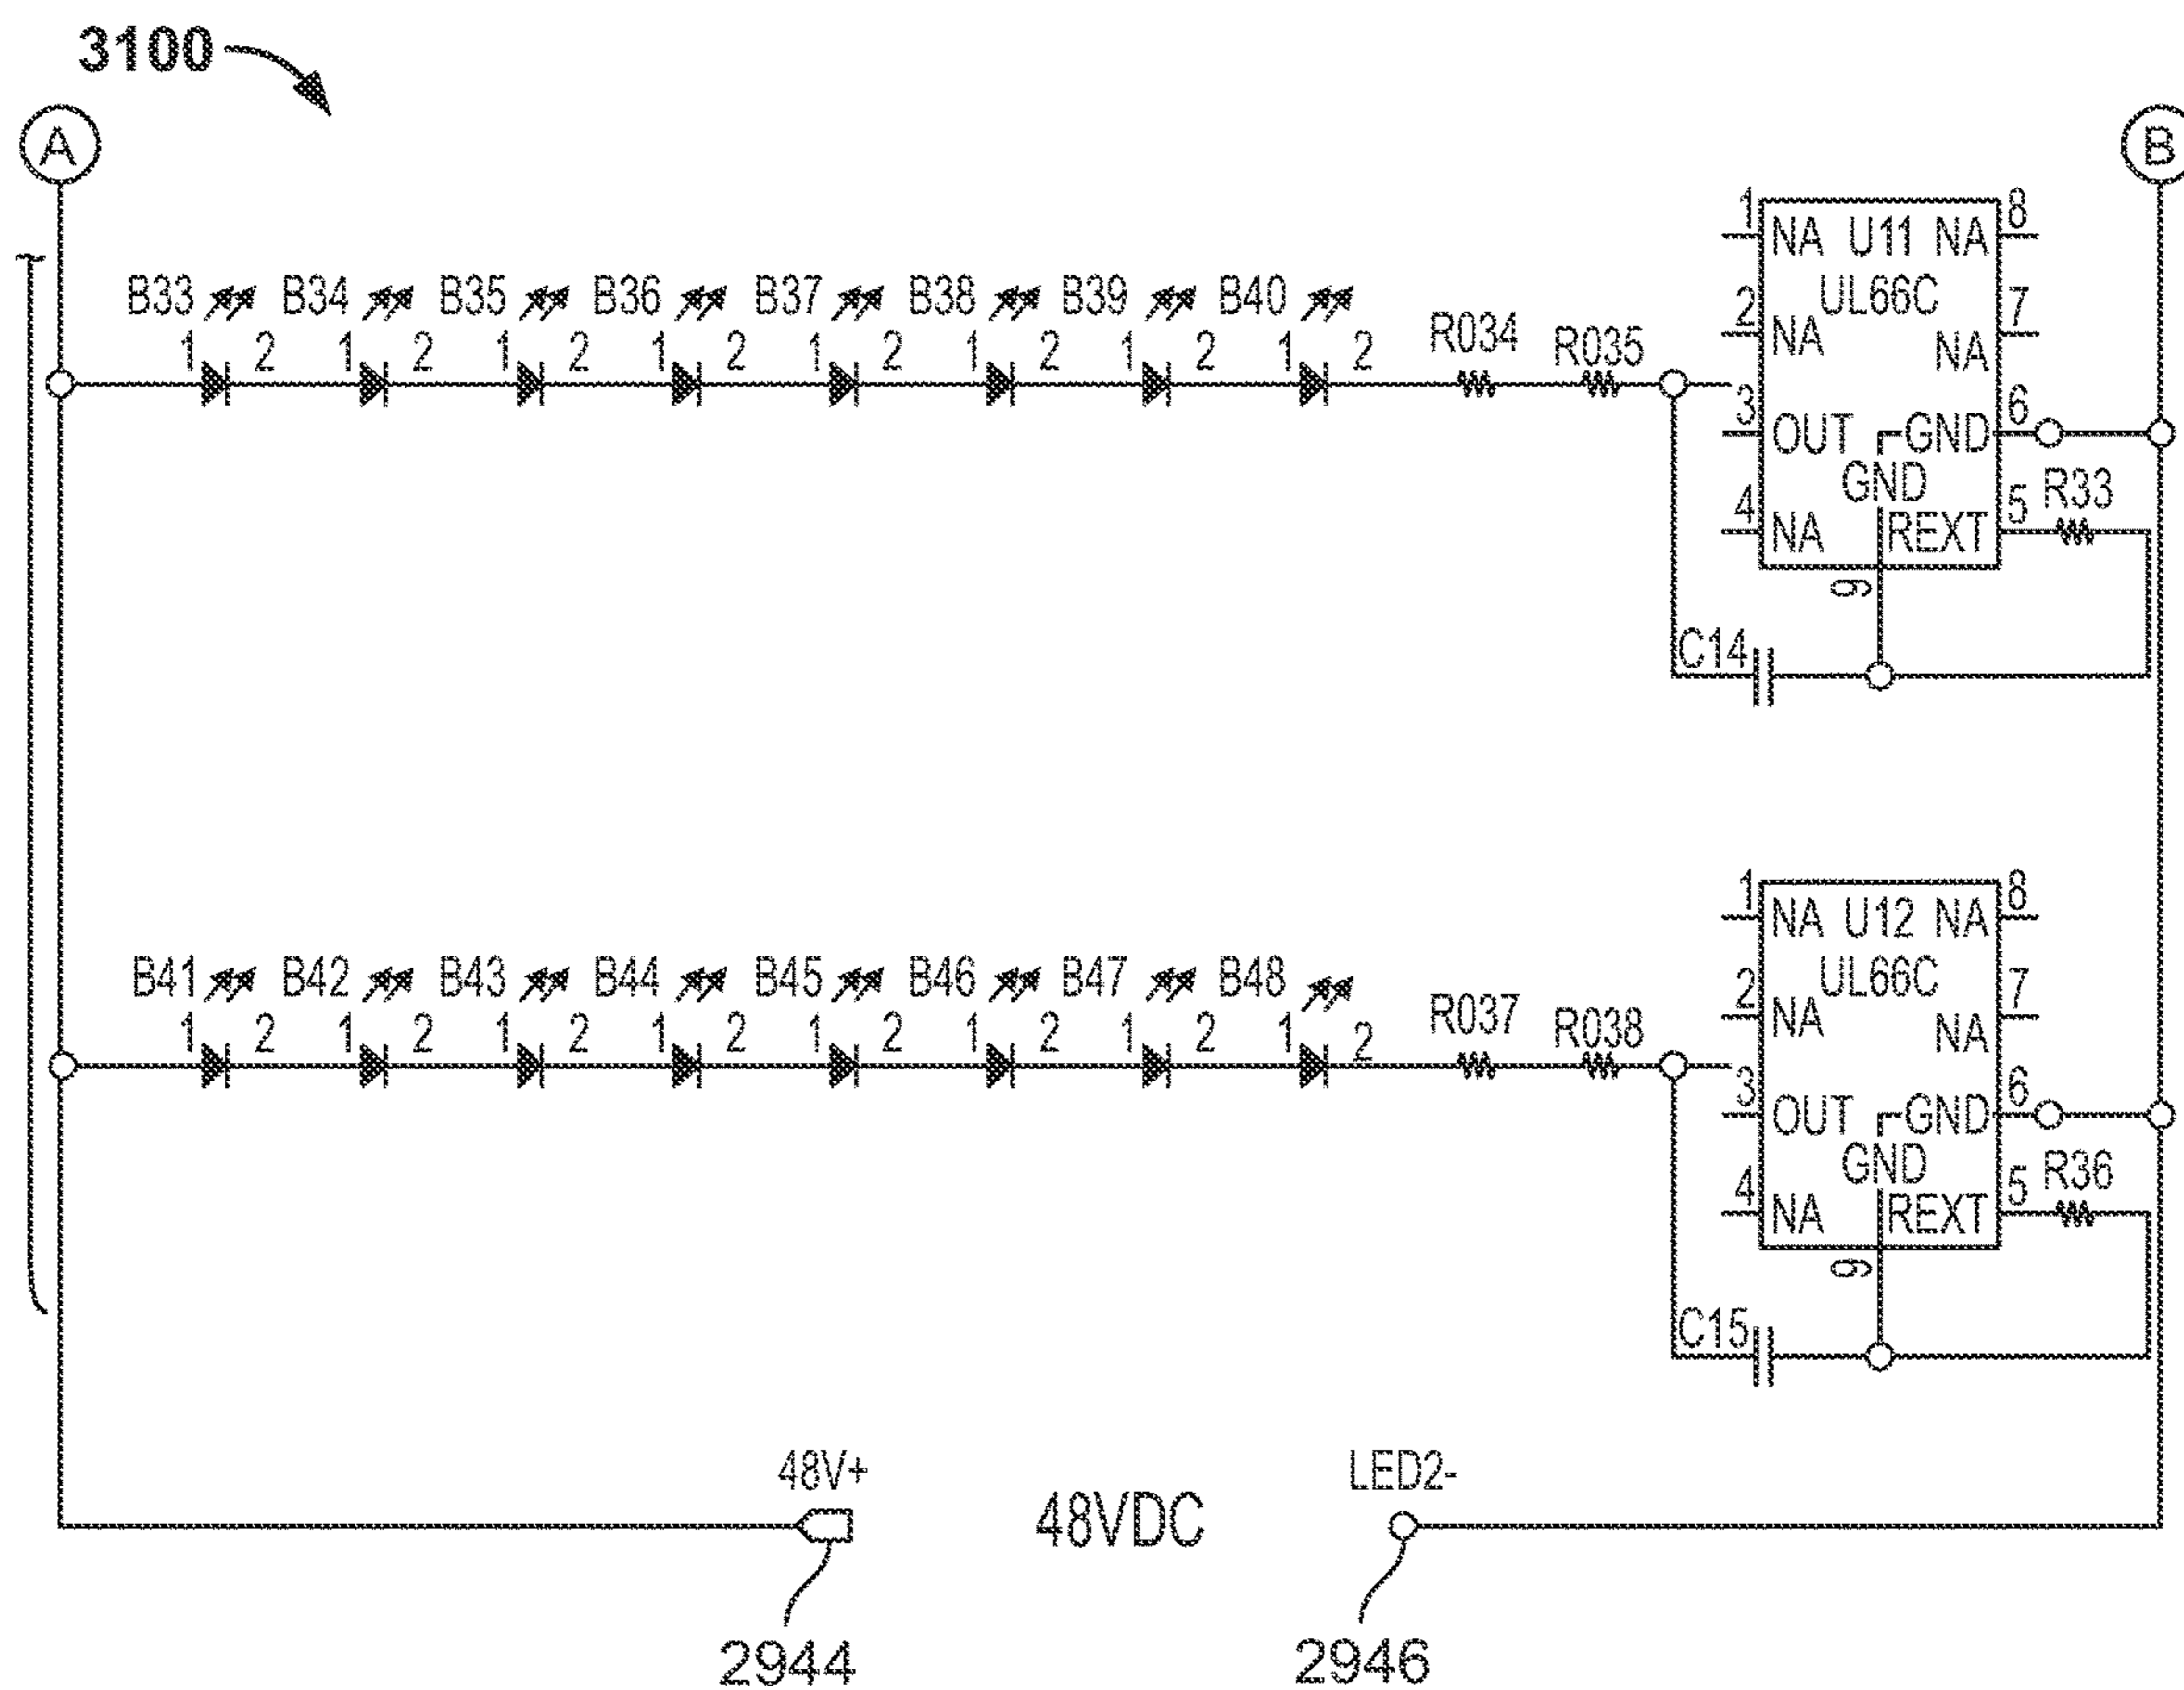 3100
A B
B33 B34 B35 B36 B37 B38 B39 B40
1 2 1 2 1 2 1 2 1 2 1 2 1 2 1 2
R034 R035
1 NA U11 NA 8
UL66C
2 NA NA 7
3 OUT GND 6
GND
4 NA REXT 5 R33
9
C14
B41 B42 B43 B44 B45 B46 B47 B48
1 2 1 2 1 2 1 2 1 2 1 2 1 2 1 2
R037 R038
1 NA U12 NA 8
UL66C
2 NA NA 7
3 OUT GND 6
GND
4 NA REXT 5 R36
9
C15
48V+ 48VDC LED2-
2944 2946